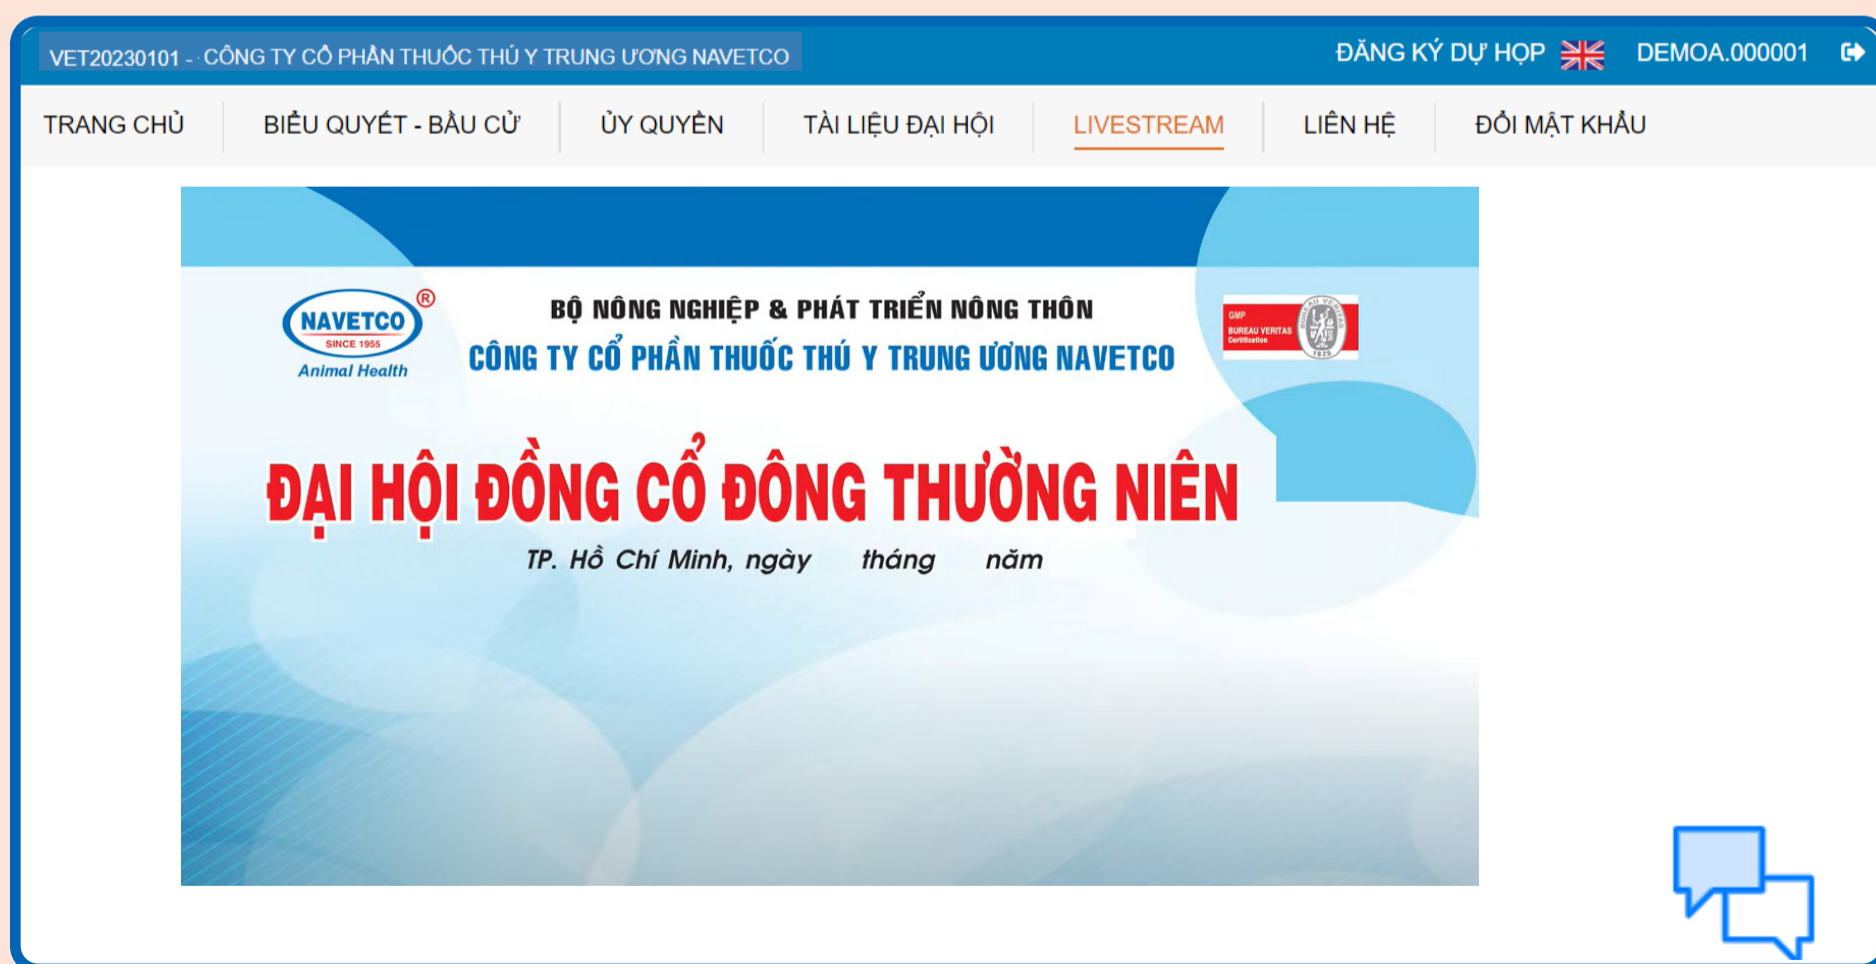 VET20230101 - CÔNG TY CỔ PHẦN THUỐC THÚ Y TRUNG ƯƠNG NAVETCO
ĐĂNG KÝ DỰ HỌP DEMOA.000001
TRANG CHỦ BIỂU QUYẾT - BẦU CỬ ỦY QUYỀN TÀI LIỆU ĐẠI HỘI LIVESTREAM LIÊN HỆ ĐỔI MẬT KHẨU
NAVETCO ®
SINCE 1955
Animal Health
BỘ NÔNG NGHIỆP & PHÁT TRIỂN NÔNG THÔN
CÔNG TY CỔ PHẦN THUỐC THÚ Y TRUNG ƯƠNG NAVETCO
GMP
BUREAU VERITAS
Certification
BUREAU VERITAS
1828
ĐẠI HỘI ĐỒNG CỔ ĐÔNG THƯỜNG NIÊN
TP. Hồ Chí Minh, ngày tháng năm